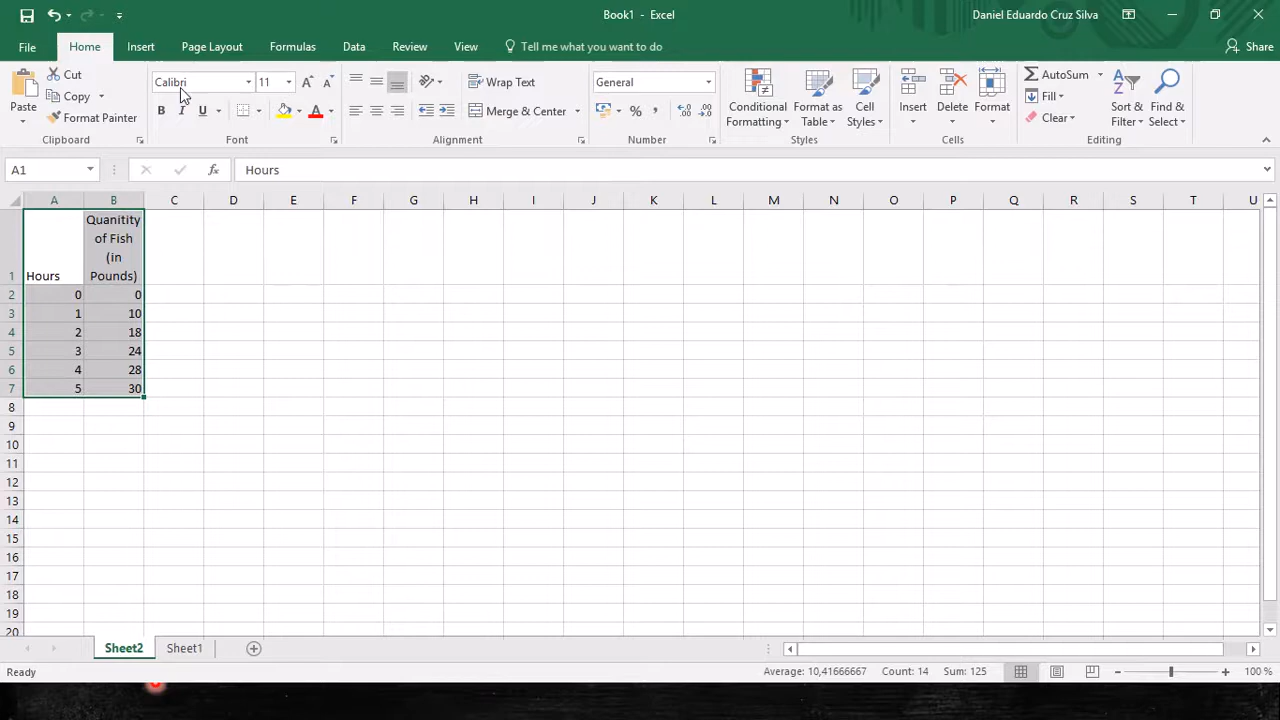 Book1 - Excel
Daniel Eduardo Cruz Silva
File Home Insert Page Layout Formulas Data Review View Tell me what you want to do Share
Paste
Cut
Copy
Format Painter
Clipboard
Calibri 11
B I U A
Font
Wrap Text
Merge & Center
Alignment
General
%
Number
Conditional Formatting
Format as Table
Cell Styles
Styles
Insert
Delete
Format
Cells
AutoSum
Fill
Clear
Sort & Filter
Find & Select
Editing
A1 fx Hours
A B C D E F G H I J K L M N O P Q R S T U
Quanitity
of Fish
(in
1 Hours Pounds)
2 0 0
3 1 10
4 2 18
5 3 24
6 4 28
7 5 30
8
9
10
11
12
13
14
15
16
17
18
19
20
Sheet2 Sheet1
Ready Average: 10,41666667 Count: 14 Sum: 125 100 %